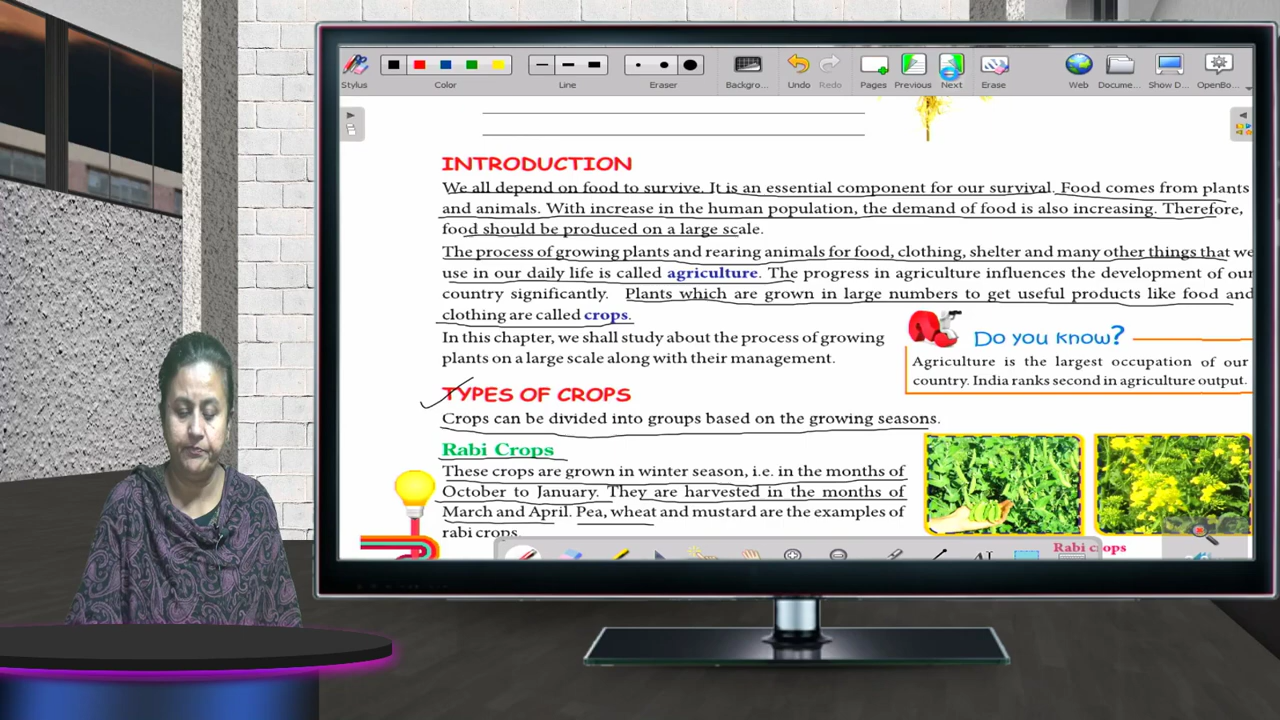 Stylus
Color
Line
Eraser
Backgro...
Undo
Redo
Pages
Previous
Next
Erase
Web
Docume...
Show D...
OpenBo...
INTRODUCTION
We all depend on food to survive. It is an essential component for our survival. Food comes from plants
and animals. With increase in the human population, the demand of food is also increasing. Therefore,
food should be produced on a large scale.
The process of growing plants and rearing animals for food, clothing, shelter and many other things that we
use in our daily life is called agriculture. The progress in agriculture influences the development of our
country significantly. Plants which are grown in large numbers to get useful products like food and
clothing are called crops.
In this chapter, we shall study about the process of growing
plants on a large scale along with their management.
Do you know?
Agriculture is the largest occupation of our
country. India ranks second in agriculture output.
TYPES OF CROPS
Crops can be divided into groups based on the growing seasons.
Rabi Crops
These crops are grown in winter season, i.e. in the months of
October to January. They are harvested in the months of
March and April. Pea, wheat and mustard are the examples of
rabi crops.
Rabi crops